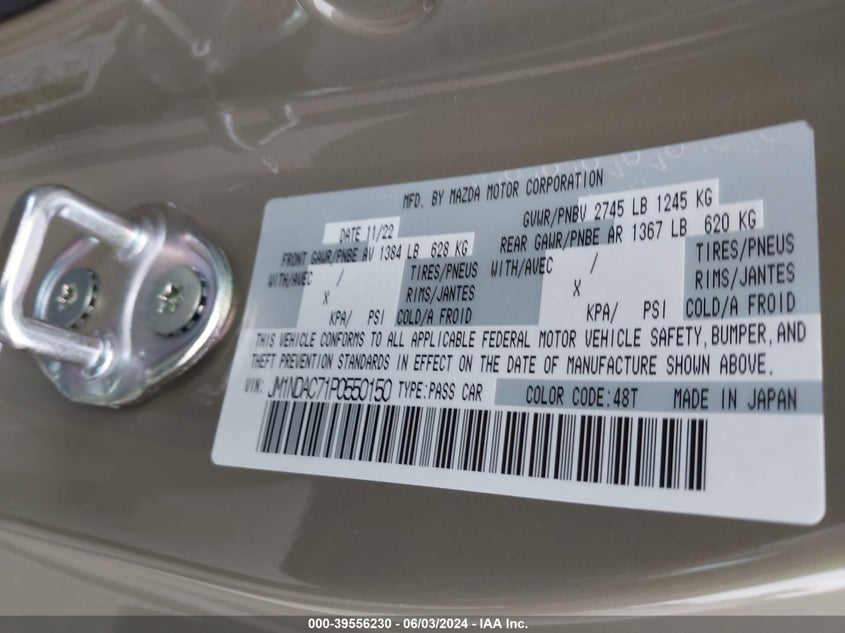 MFD. BY MAZDA MOTOR CORPORATION
DATE 11/22 GVWR/PNBV 2745 LB 1245 KG
FRONT GAWR/PNBE AV 1384 LB 628 KG REAR GAWR/PNBE AR 1367 LB 620 KG
WITH/AVEC / TIRES/PNEUS WITH/AVEC / TIRES/PNEUS
X RIMS/JANTES X RIMS/JANTES
KPA/ PSI COLD/A FROID KPA/ PSI COLD/A FROID
THIS VEHICLE CONFORMS TO ALL APPLICABLE FEDERAL MOTOR VEHICLE SAFETY, BUMPER, AND
THEFT PREVENTION STANDARDS IN EFFECT ON THE DATE OF MANUFACTURE SHOWN ABOVE.
VIN: JM1NDAC71P0550150 TYPE:PASS CAR COLOR CODE:48T MADE IN JAPAN
000-39556230 - 06/03/2024 - IAA Inc.